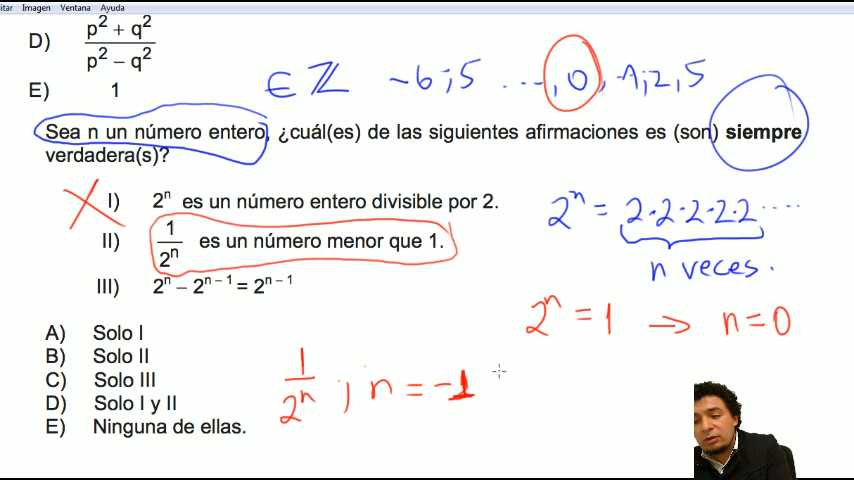 itar Imagen Ventana Ayuda
D) p² + q² / p² − q²
E) 1
∈ ℤ -6;5 ...,0,-1;2,5
Sea n un número entero, ¿cuál(es) de las siguientes afirmaciones es (son) siempre
verdadera(s)?
I) 2ⁿ es un número entero divisible por 2.
2ⁿ = 2·2·2·2·2....
II) 1/2ⁿ es un número menor que 1.
n veces.
III) 2ⁿ − 2ⁿ⁻¹ = 2ⁿ⁻¹
2ⁿ = 1 → n=0
A) Solo I
B) Solo II
C) Solo III
1/2ⁿ ; n = -1
D) Solo I y II
E) Ninguna de ellas.